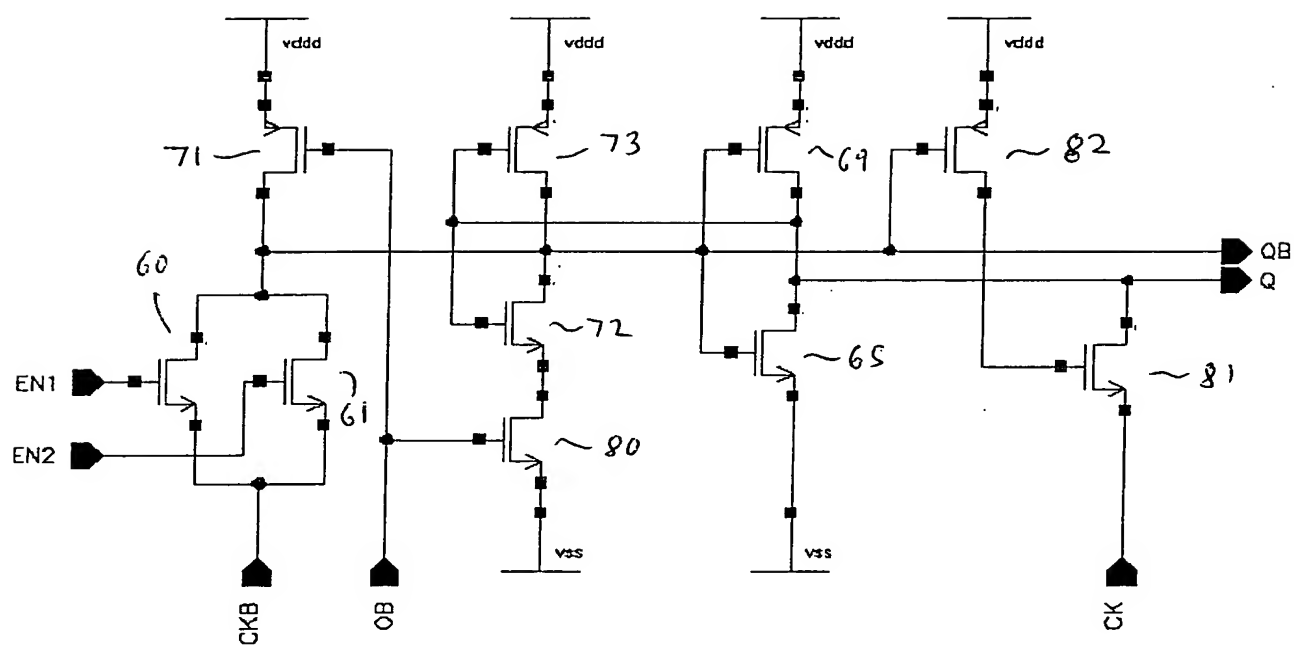 vddd
vddd
vddd
vddd
71
73
69
82
QB
Q
60
72
65
EN1
61
81
EN2
80
vss
vss
CKB
OB
CK